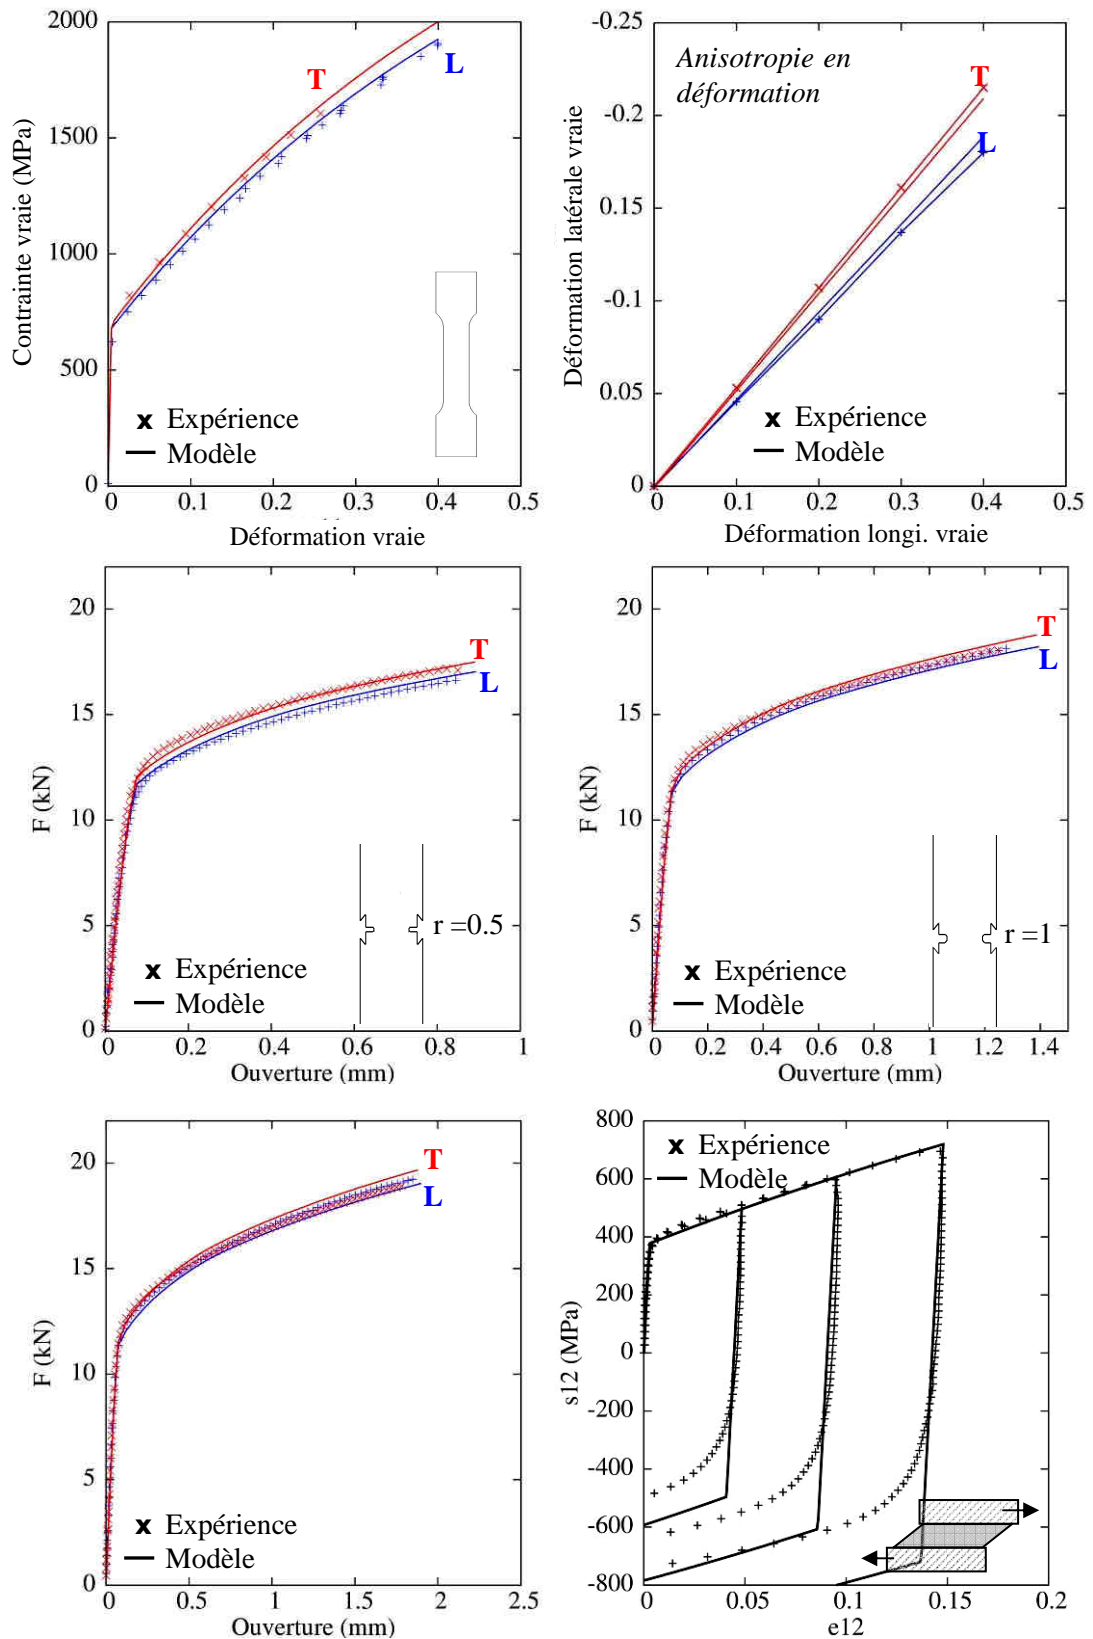 2000
1500
1000
500
0
Contrainte vraie (MPa)
T
L
x Expérience
Modèle
0 0.1 0.2 0.3 0.4 0.5
Déformation vraie
-0.25
-0.2
0.15
-0.1
0.05
0
Déformation latérale vraie
Anisotropie en
déformation
T
L
x Expérience
Modèle
0 0.1 0.2 0.3 0.4 0.5
Déformation longi. vraie
20
15
10
5
0
F (kN)
T
L
r =0.5
x Expérience
Modèle
0 0.2 0.4 0.6 0.8 1
Ouverture (mm)
20
15
10
5
0
F (kN)
T
L
r =1
x Expérience
Modèle
0 0.2 0.4 0.6 0.8 1 1.2 1.4
Ouverture (mm)
20
15
10
5
0
F (kN)
T
L
x Expérience
Modèle
0 0.5 1 1.5 2 2.5
Ouverture (mm)
800
600
400
200
0
-200
-400
-600
-800
s12 (MPa)
x Expérience
Modèle
0 0.05 0.1 0.15 0.2
e12